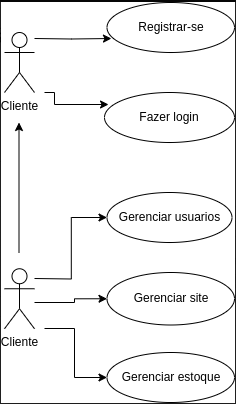 Registrar-se
Cliente
Fazer login
Gerenciar usuarios
Gerenciar site
Cliente
Gerenciar estoque